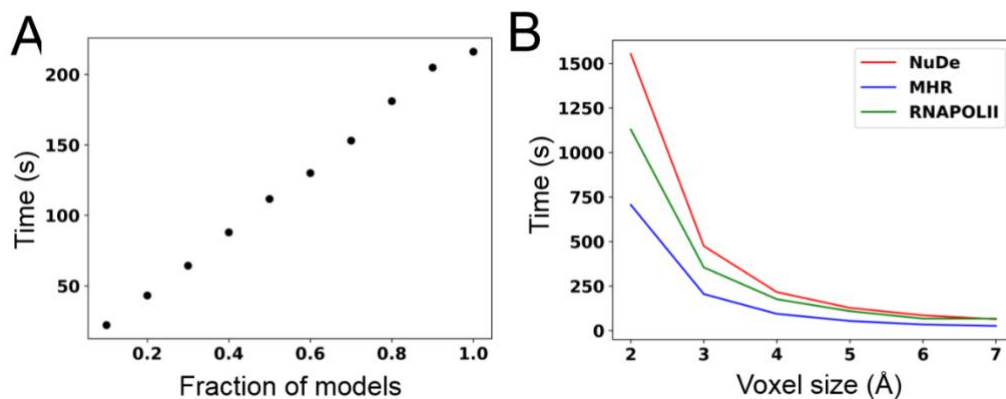 A
200
150
100
50
Time (s)
0.2 0.4 0.6 0.8 1.0
Fraction of models
B
1500
1250
1000
750
500
250
0
Time (s)
NuDe
MHR
RNAPOLII
2 3 4 5 6 7
Voxel size (Å)